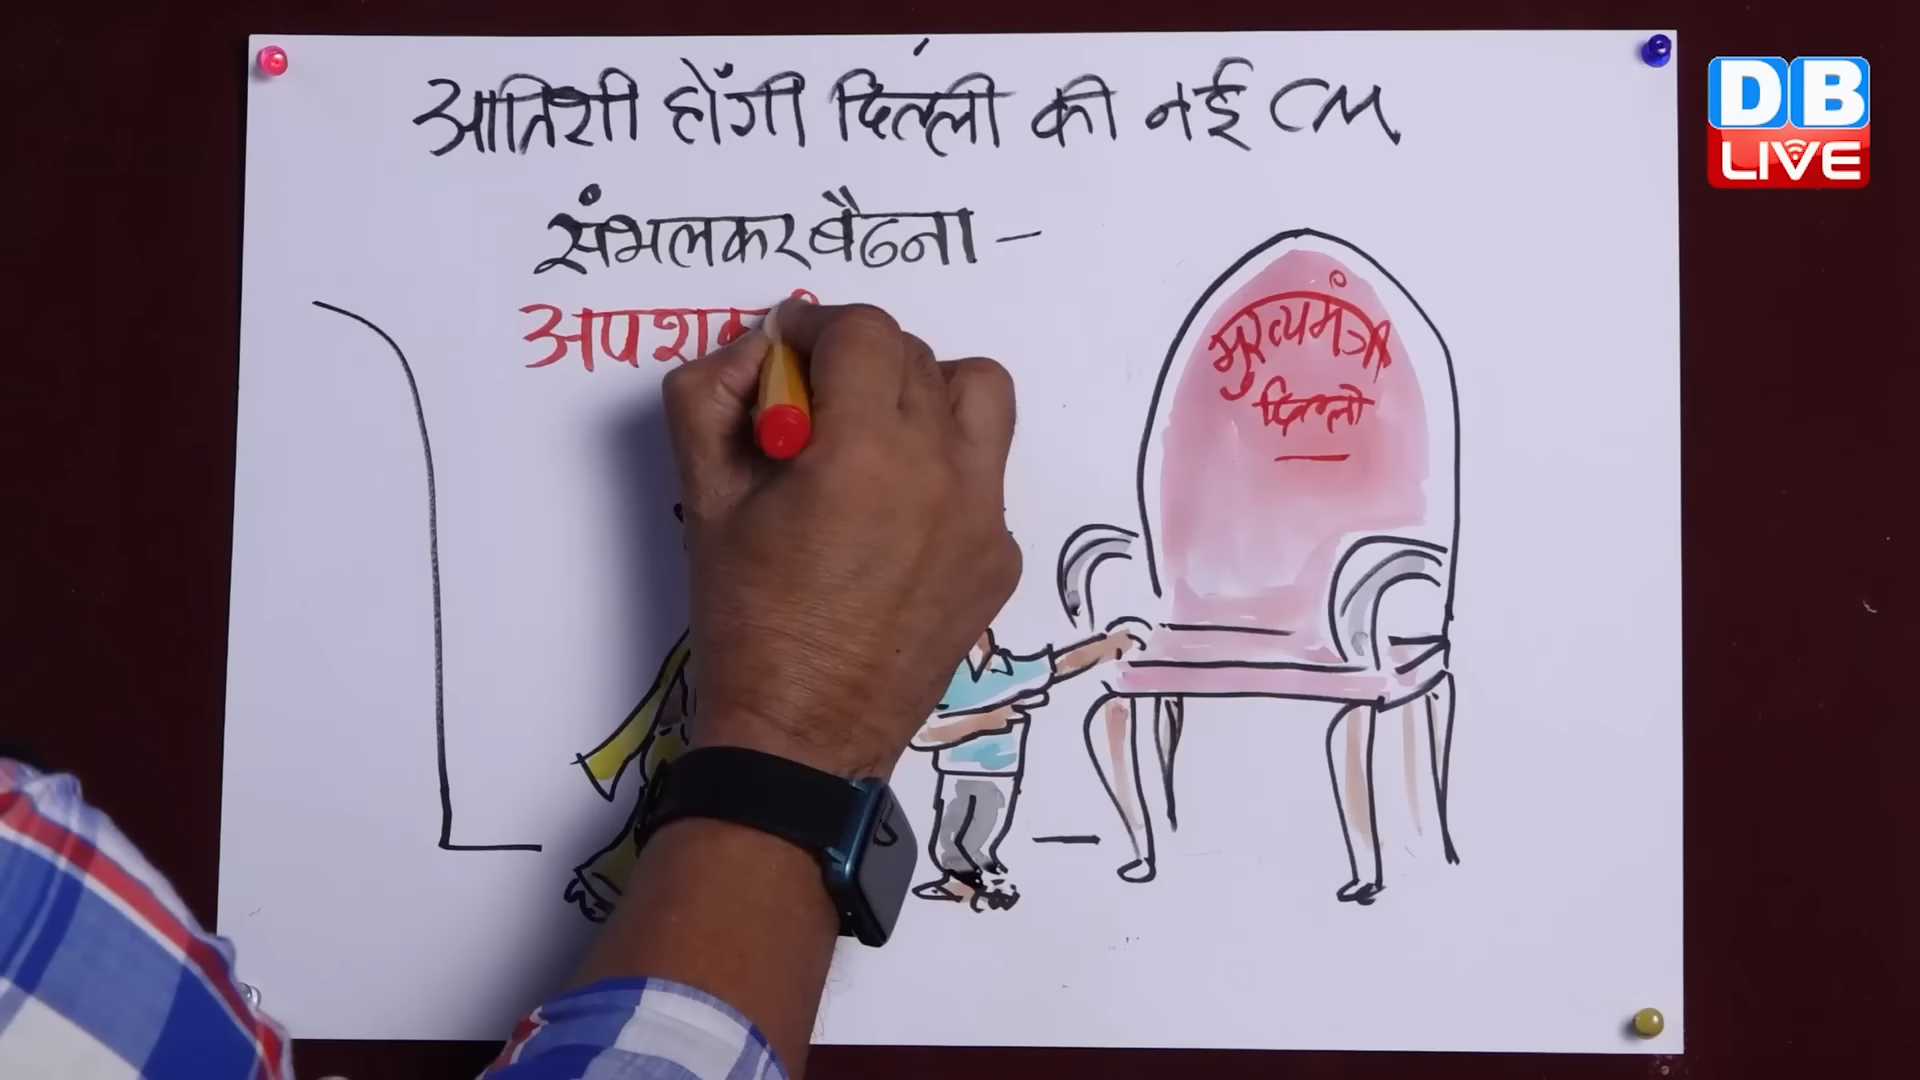 आतिशी होंगी दिल्ली की नई CM
संभलकर बैठना -
मुख्यमंत्री
दिल्ली
DB
LIVE